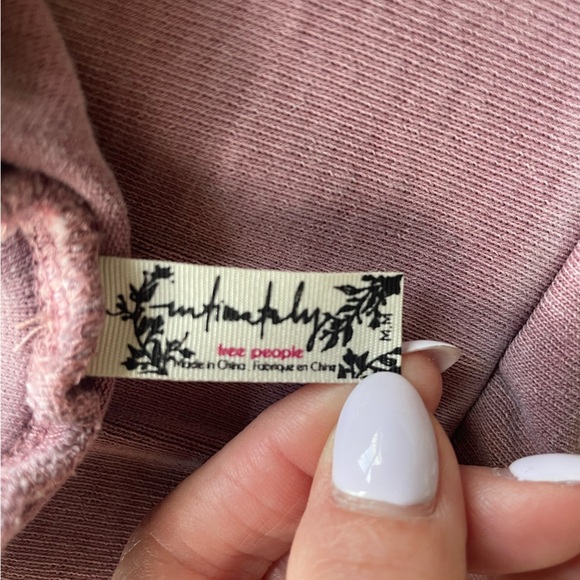 intimately
free people
Made in China . Fabriqué en Chine
M.M